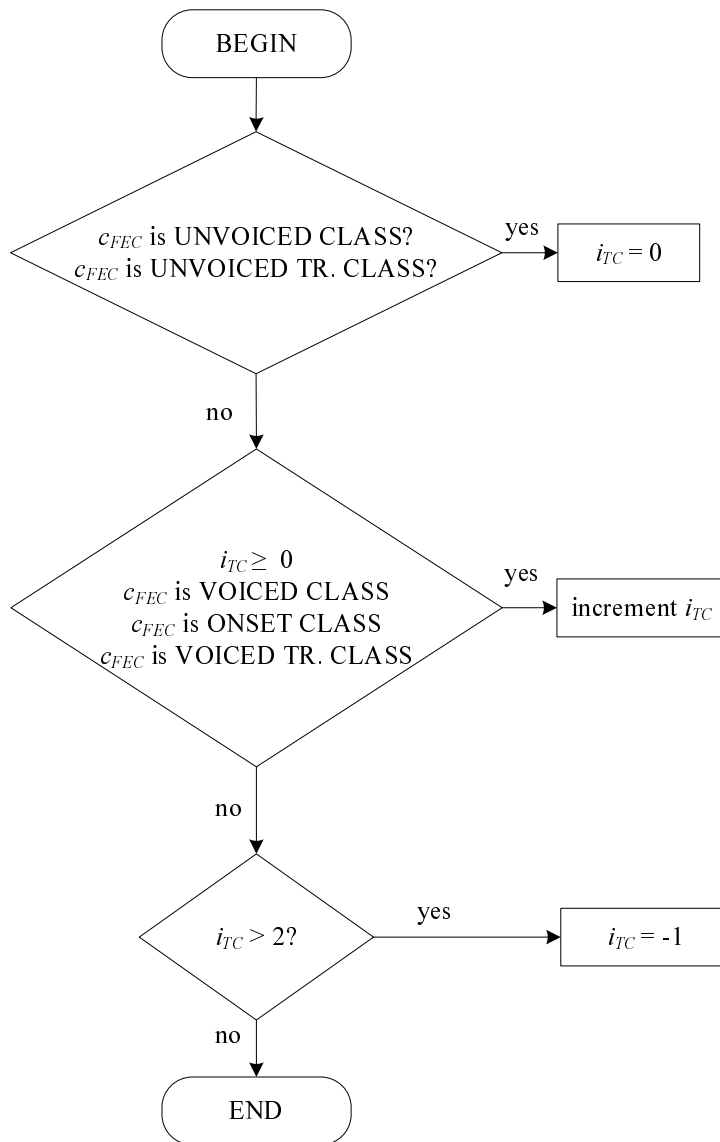 BEGIN
c_FEC is UNVOICED CLASS?
c_FEC is UNVOICED TR. CLASS?
yes
i_TC = 0
no
i_TC ≥ 0
c_FEC is VOICED CLASS
c_FEC is ONSET CLASS
c_FEC is VOICED TR. CLASS
yes
increment i_TC
no
i_TC > 2?
yes
i_TC = -1
no
END